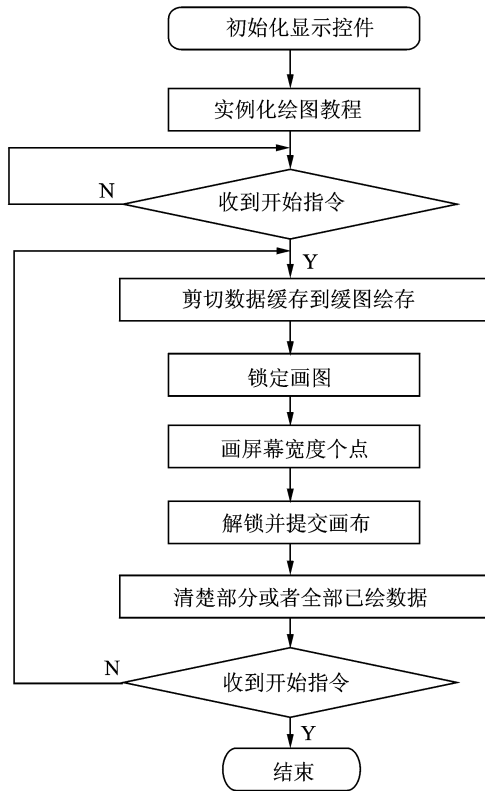 初始化显示控件
实例化绘图教程
N
收到开始指令
Y
剪切数据缓存到缓图绘存
锁定画图
画屏幕宽度个点
解锁并提交画布
清楚部分或者全部已绘数据
N
收到开始指令
Y
结束